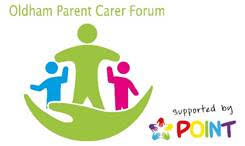 Oldham Parent Carer Forum
supported by
POINT